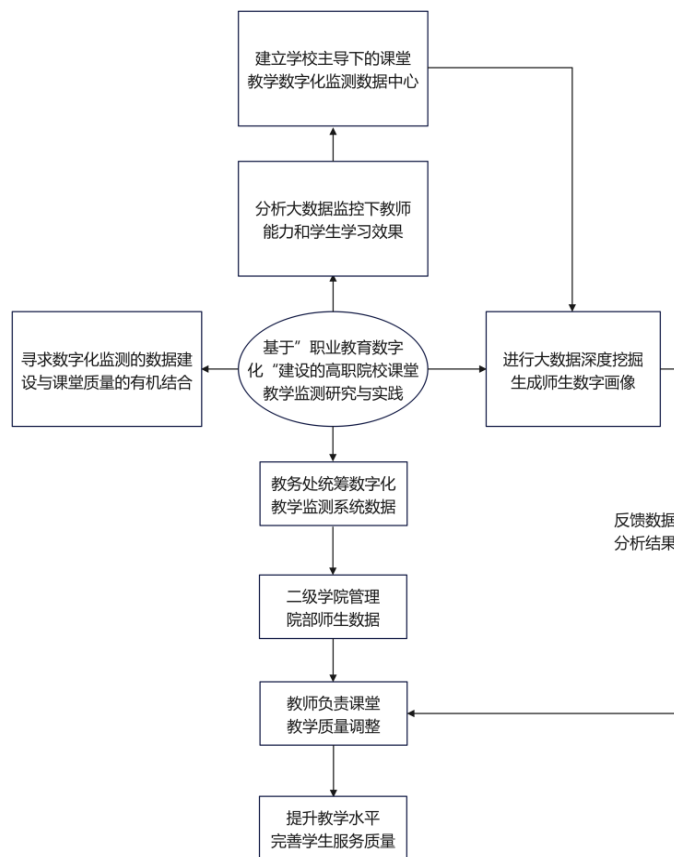 建立学校主导下的课堂
教学数字化监测数据中心
分析大数据监控下教师
能力和学生学习效果
寻求数字化监测的数据建
设与课堂质量的有机结合
基于”职业教育数字
化“建设的高职院校课堂
教学监测研究与实践
进行大数据深度挖掘
生成师生数字画像
教务处统筹数字化
教学监测系统数据
反馈数据
分析结果
二级学院管理
院部师生数据
教师负责课堂
教学质量调整
提升教学水平
完善学生服务质量